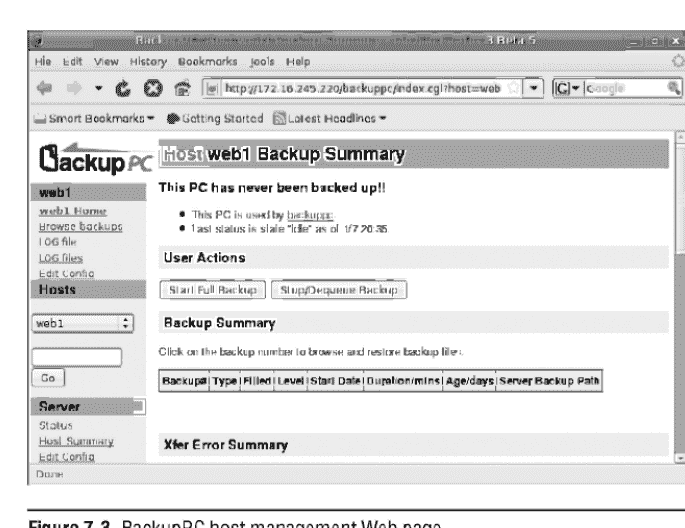 3 Beta 5
File Edit View History Bookmarks Tools Help
http://172.16.245.220/backuppc/index.cgi?host=web
Google
Smart Bookmarks
Getting Started
Latest Headlines
BackupPC
Host web1 Backup Summary
This PC has never been backed up!!
This PC is used by backuppc
Last status is state "idle" as of 1/7 20:35
User Actions
Start Full Backup
Stop/Dequeue Backup
Backup Summary
Click on the backup number to browse and restore backup files.
Backup# Type Filled Level Start Date Duration/mins Age/days Server Backup Path
Xfer Error Summary
web1
web1 Home
Browse backups
LOG file
LOG files
Edit Config
Hosts
web1
Go
Server
Status
Host Summary
Edit Config
Done
Figure 7-3 BackupPC host management Web page